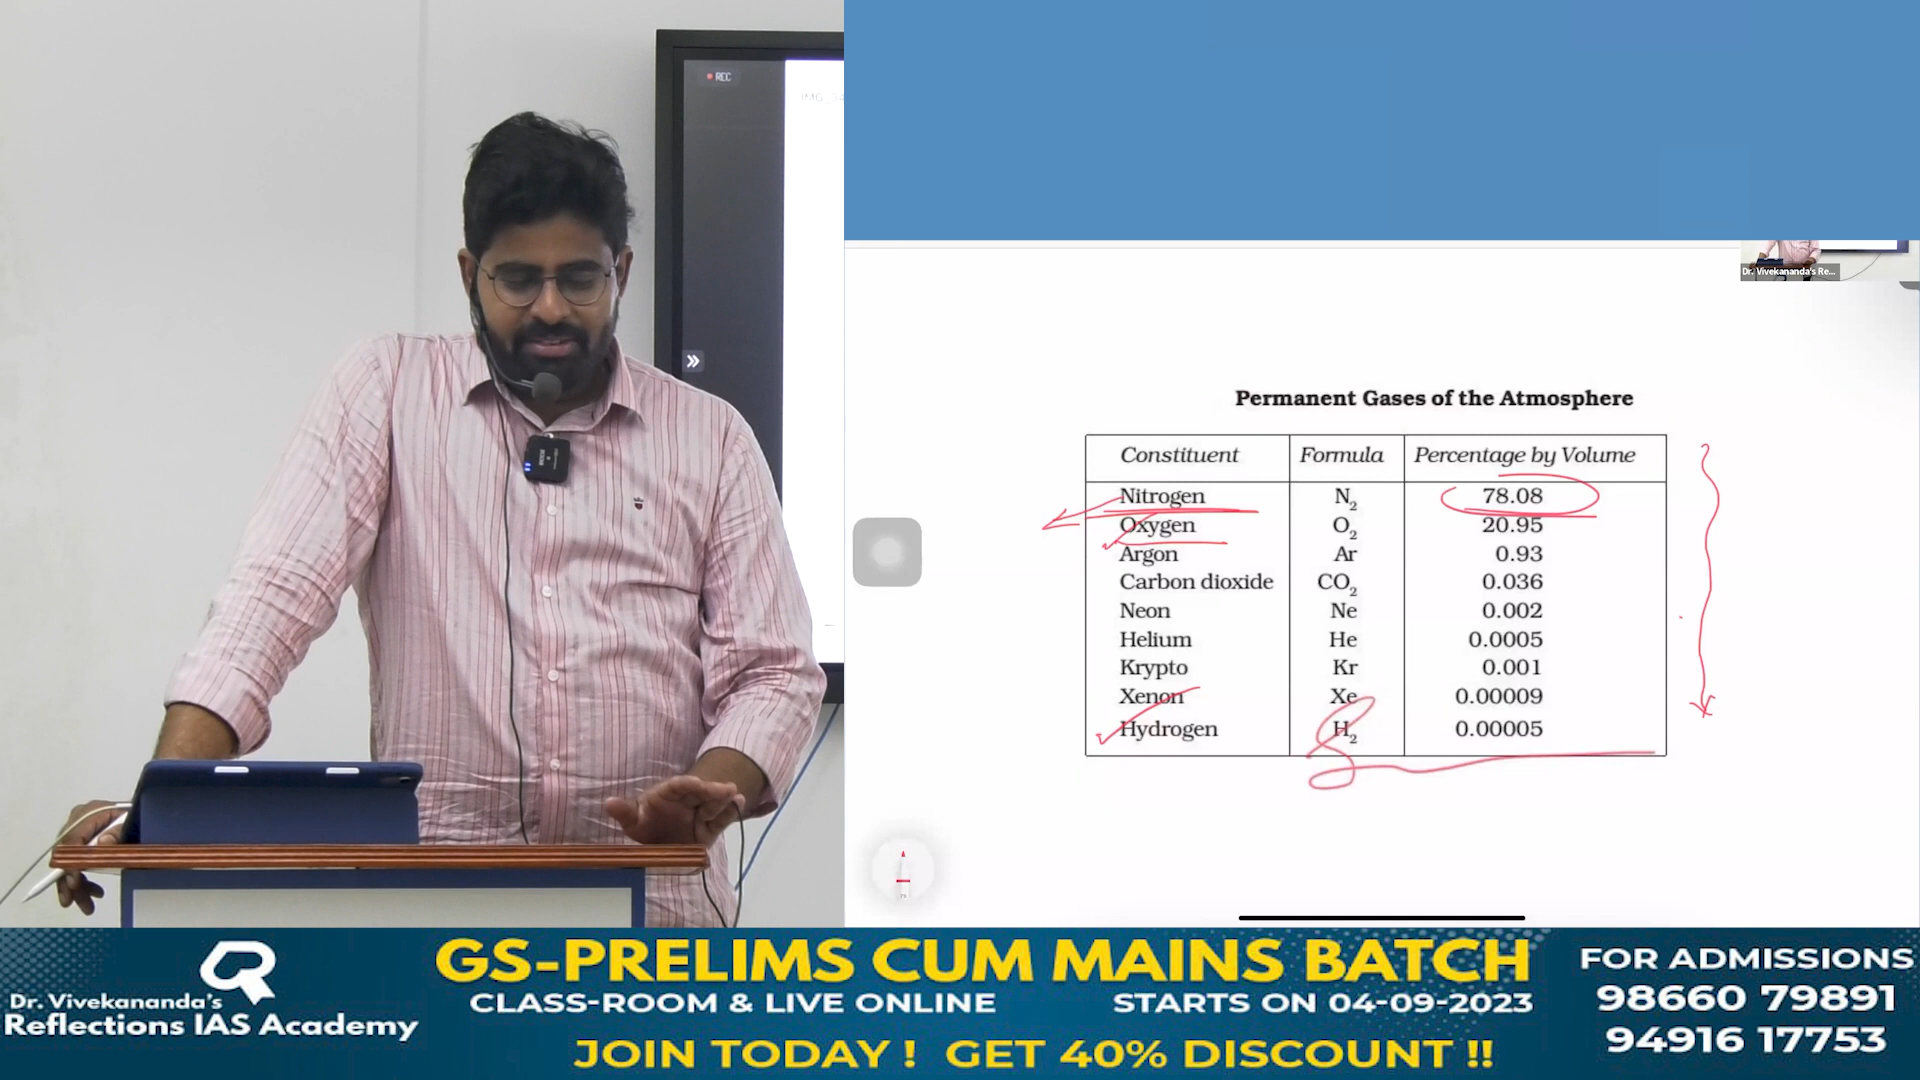 REC
Dr. Vivekananda's Re...
Permanent Gases of the Atmosphere
Constituent Formula Percentage by Volume
Nitrogen N₂ 78.08
Oxygen O₂ 20.95
Argon Ar 0.93
Carbon dioxide CO₂ 0.036
Neon Ne 0.002
Helium He 0.0005
Krypto Kr 0.001
Xenon Xe 0.00009
Hydrogen H₂ 0.00005
Dr. Vivekananda's
Reflections IAS Academy
GS-PRELIMS CUM MAINS BATCH
CLASS-ROOM & LIVE ONLINE STARTS ON 04-09-2023
JOIN TODAY ! GET 40% DISCOUNT !!
FOR ADMISSIONS
98660 79891
94916 17753